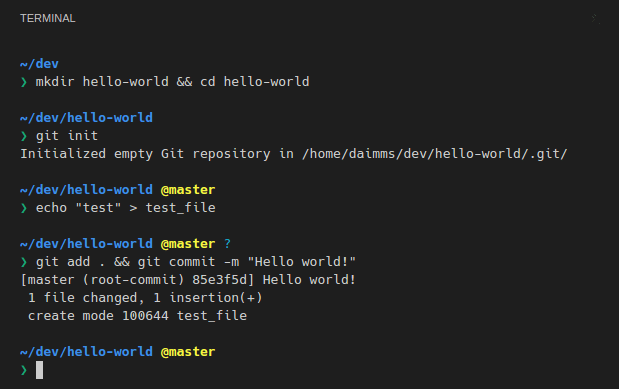 TERMINAL
~/dev
❯ mkdir hello-world && cd hello-world
~/dev/hello-world
❯ git init
Initialized empty Git repository in /home/daimms/dev/hello-world/.git/
~/dev/hello-world @master
❯ echo "test" > test_file
~/dev/hello-world @master ?
❯ git add . && git commit -m "Hello world!"
[master (root-commit) 85e3f5d] Hello world!
1 file changed, 1 insertion(+)
create mode 100644 test_file
~/dev/hello-world @master
❯